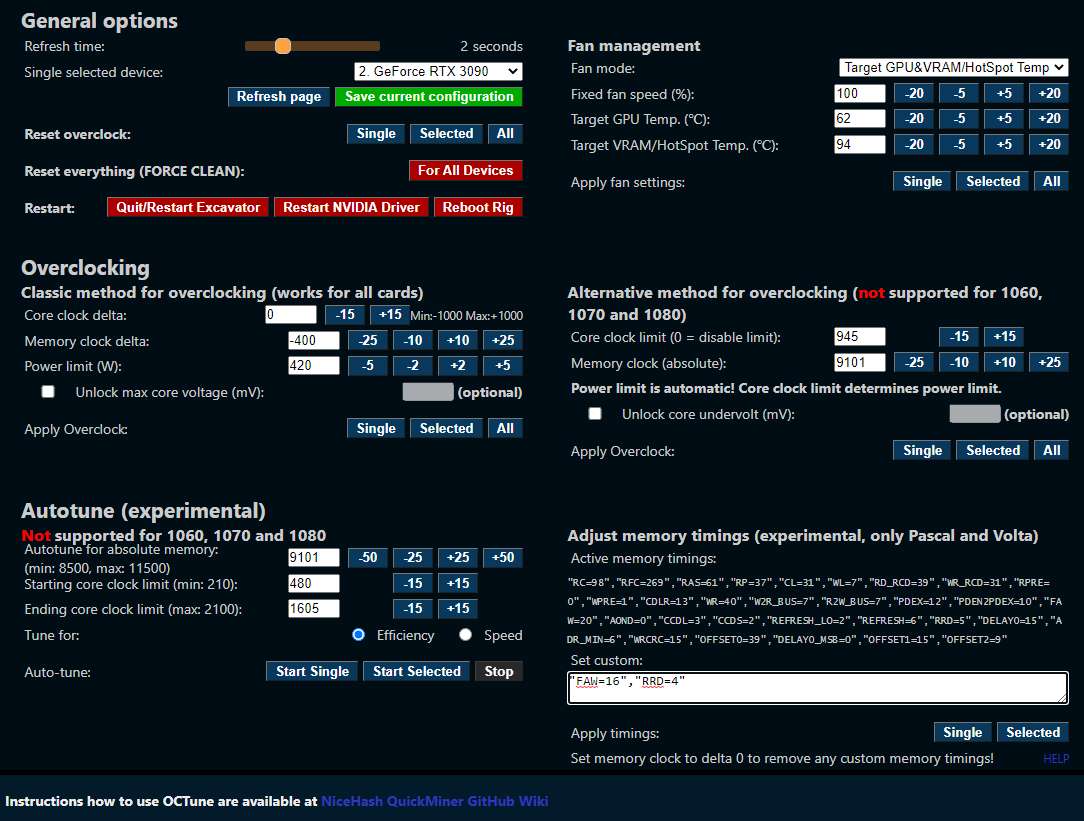 General options
Refresh time: 2 seconds
Single selected device: 2. GeForce RTX 3090
Refresh page Save current configuration
Reset overclock: Single Selected All
Reset everything (FORCE CLEAN): For All Devices
Restart: Quit/Restart Excavator Restart NVIDIA Driver Reboot Rig
Fan management
Fan mode: Target GPU&VRAM/HotSpot Temp
Fixed fan speed (%): 100 -20 -5 +5 +20
Target GPU Temp. (°C): 62 -20 -5 +5 +20
Target VRAM/HotSpot Temp. (°C): 94 -20 -5 +5 +20
Apply fan settings: Single Selected All
Overclocking
Classic method for overclocking (works for all cards)
Core clock delta: 0 -15 +15 Min:-1000 Max:+1000
Memory clock delta: -400 -25 -10 +10 +25
Power limit (W): 420 -5 -2 +2 +5
Unlock max core voltage (mV): (optional)
Apply Overclock: Single Selected All
Alternative method for overclocking (not supported for 1060,
1070 and 1080)
Core clock limit (0 = disable limit): 945 -15 +15
Memory clock (absolute): 9101 -25 -10 +10 +25
Power limit is automatic! Core clock limit determines power limit.
Unlock core undervolt (mV): (optional)
Apply Overclock: Single Selected All
Autotune (experimental)
Not supported for 1060, 1070 and 1080
Autotune for absolute memory:
(min: 8500, max: 11500) 9101 -50 -25 +25 +50
Starting core clock limit (min: 210): 480 -15 +15
Ending core clock limit (max: 2100): 1605 -15 +15
Tune for: Efficiency Speed
Auto-tune: Start Single Start Selected Stop
Adjust memory timings (experimental, only Pascal and Volta)
Active memory timings:
"RC=98","RFC=269","RAS=61","RP=37","CL=31","WL=7","RD_RCD=39","WR_RCD=31","RPRE=
0","WPRE=1","CDLR=13","WR=40","W2R_BUS=7","R2W_BUS=7","PDEX=12","PDEN2PDEX=10","FA
W=20","AOND=0","CCDL=3","CCDS=2","REFRESH_LO=2","REFRESH=6","RRD=5","DELAY0=15","A
DR_MIN=6","WRCRC=15","OFFSET0=39","DELAY0_MSB=0","OFFSET1=15","OFFSET2=9"
Set custom:
"FAW=16","RRD=4"
Apply timings: Single Selected
Set memory clock to delta 0 to remove any custom memory timings! HELP
Instructions how to use OCTune are available at NiceHash QuickMiner GitHub Wiki